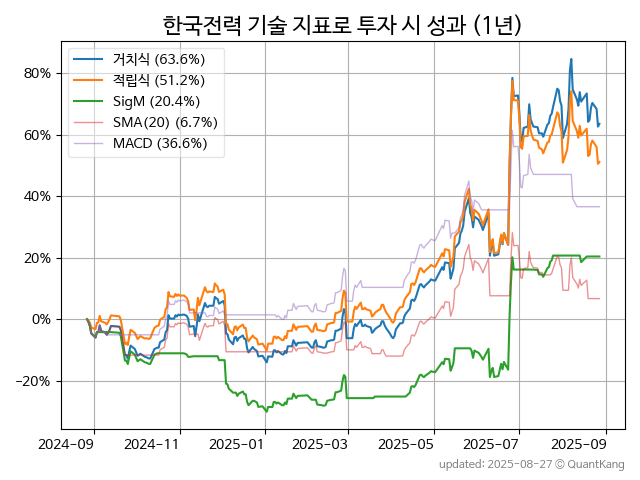 한국전력 기술 지표로 투자 시 성과 (1년)
거치식 (63.6%)
적립식 (51.2%)
SigM (20.4%)
SMA(20) (6.7%)
MACD (36.6%)
80%
60%
40%
20%
0%
−20%
2024-09 2024-11 2025-01 2025-03 2025-05 2025-07 2025-09
updated: 2025-08-27 © QuantKang